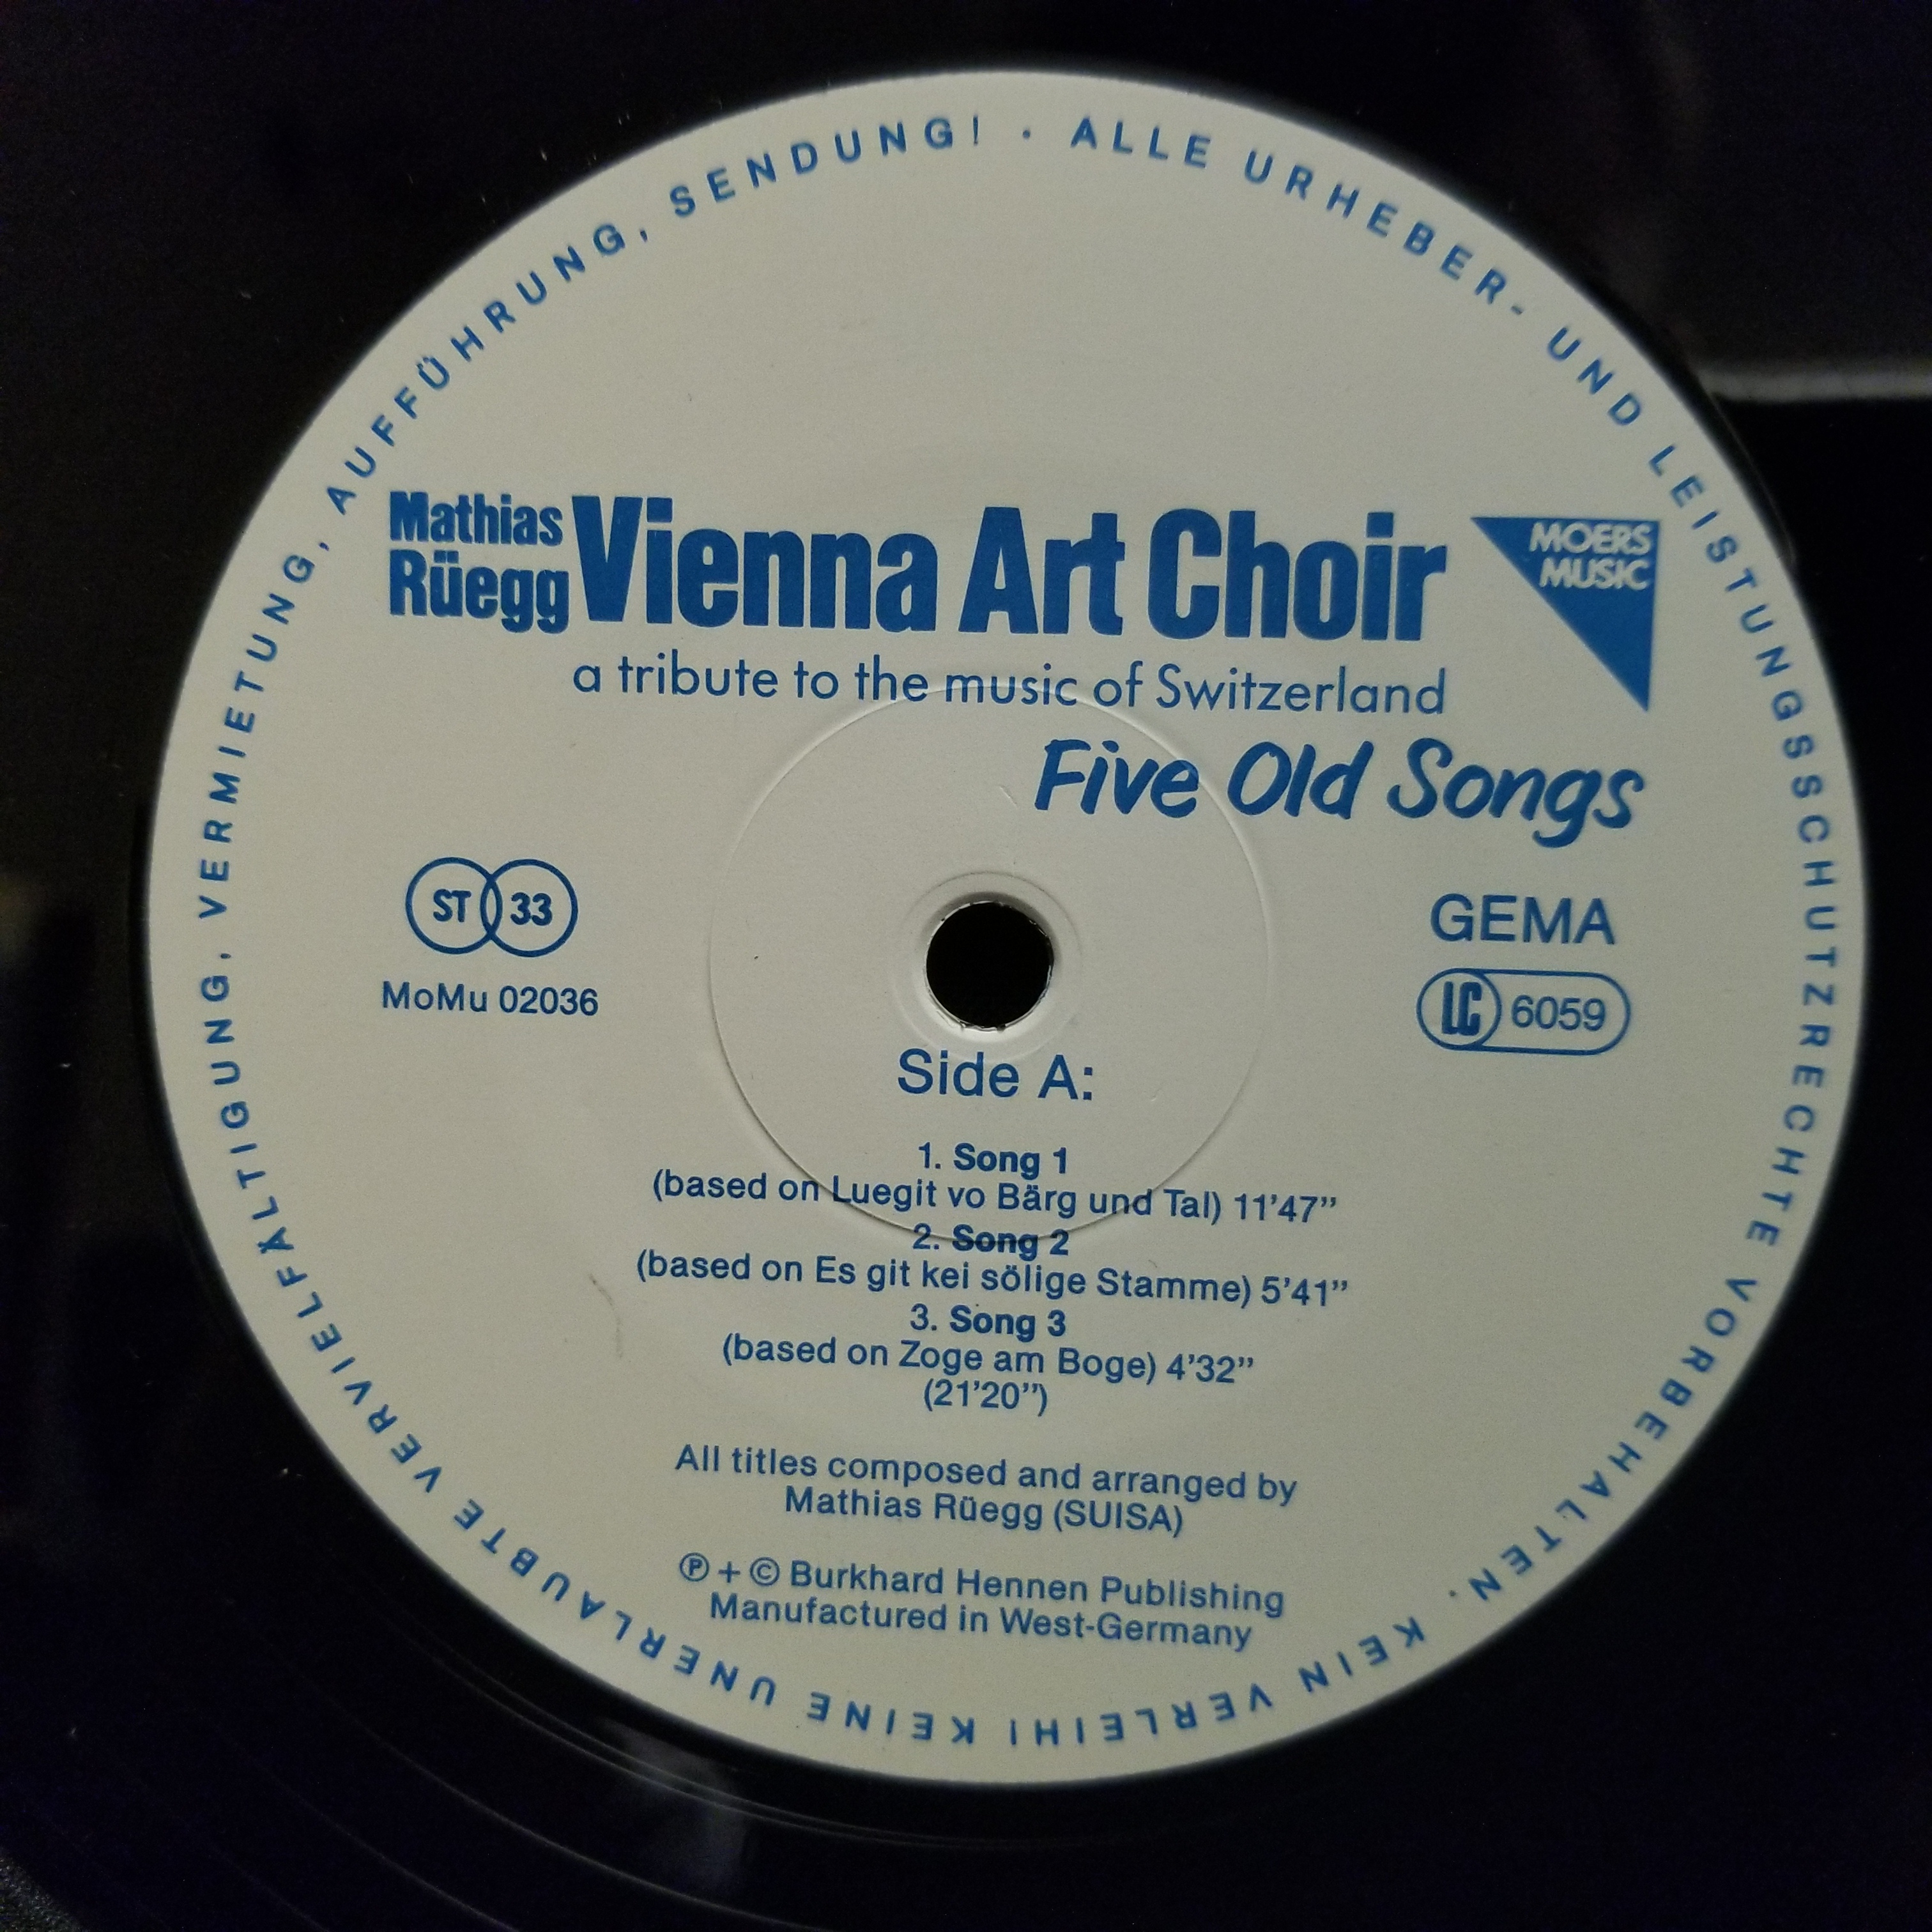 ALLE URHEBER- UND LEISTUNGSSCHUTZRECHTE VORBEHALTEN. KEIN VERLEIH! KEINE UNERLAUBTE VERVIELFÄLTIGUNG, VERMIETUNG, AUFFÜHRUNG, SENDUNG! ·
Mathias
Rüegg
Vienna Art Choir
MOERS
MUSIC
a tribute to the music of Switzerland
Five Old Songs
ST 33
MoMu 02036
GEMA
LC 6059
Side A:
1. Song 1
(based on Luegit vo Bärg und Tal) 11'47”
2. Song 2
(based on Es git kei sölige Stamme) 5'41”
3. Song 3
(based on Zoge am Boge) 4'32”
(21'20”)
All titles composed and arranged by
Mathias Rüegg (SUISA)
℗ + © Burkhard Hennen Publishing
Manufactured in West-Germany